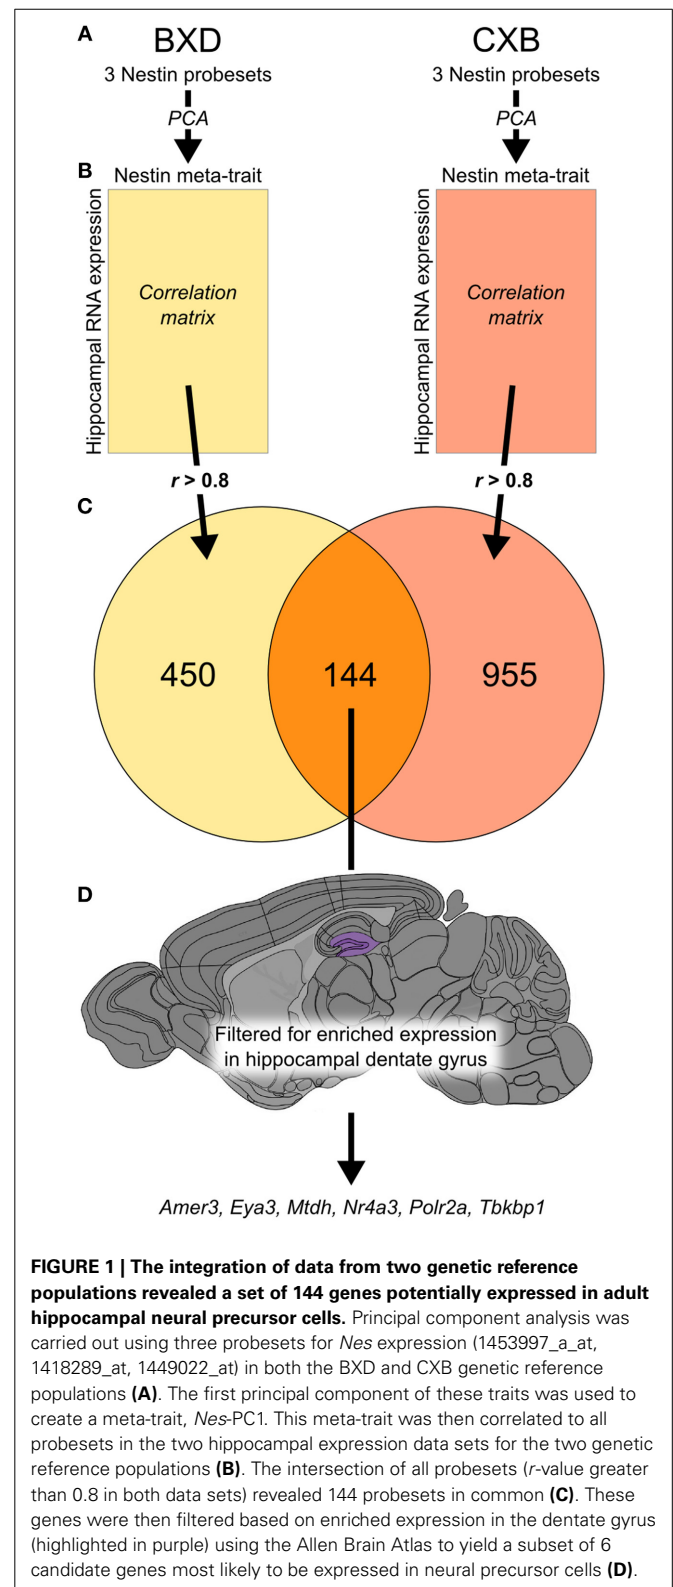 A
BXD
CXB
3 Nestin probesets
3 Nestin probesets
PCA
PCA
B
Nestin meta-trait
Nestin meta-trait
Hippocampal RNA expression
Correlation
matrix
Hippocampal RNA expression
Correlation
matrix
r > 0.8
r > 0.8
C
450
144
955
D
Filtered for enriched expression
in hippocampal dentate gyrus
Amer3, Eya3, Mtdh, Nr4a3, Polr2a, Tbkbp1
FIGURE 1 | The integration of data from two genetic reference
populations revealed a set of 144 genes potentially expressed in adult
hippocampal neural precursor cells. Principal component analysis was
carried out using three probesets for Nes expression (1453997_a_at,
1418289_at, 1449022_at) in both the BXD and CXB genetic reference
populations (A). The first principal component of these traits was used to
create a meta-trait, Nes-PC1. This meta-trait was then correlated to all
probesets in the two hippocampal expression data sets for the two genetic
reference populations (B). The intersection of all probesets (r-value greater
than 0.8 in both data sets) revealed 144 probesets in common (C). These
genes were then filtered based on enriched expression in the dentate gyrus
(highlighted in purple) using the Allen Brain Atlas to yield a subset of 6
candidate genes most likely to be expressed in neural precursor cells (D).